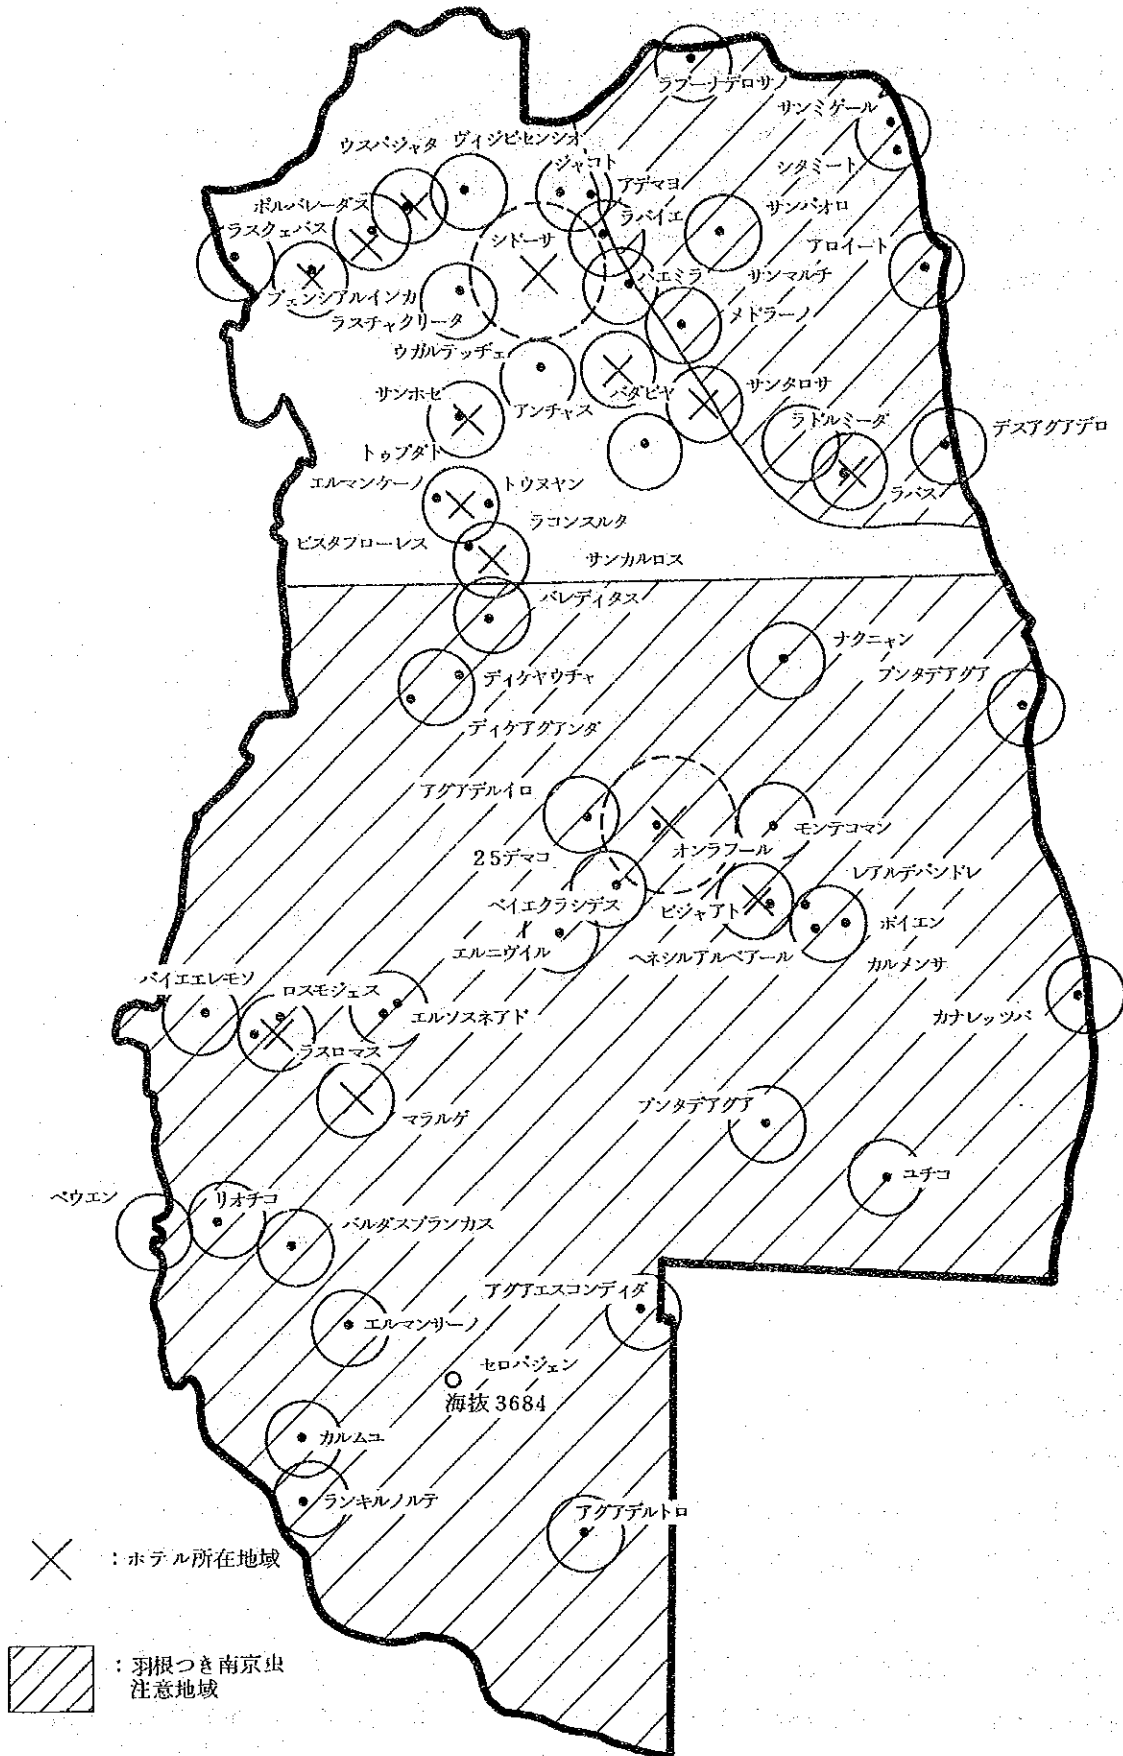 ラプーナデロサノ
サンミゲール
ウスパジャタ
ヴィジビセンシオ
ジャコト
シタミート
アデマヨ
ポルバレーダス
サンパオロ
ラスクェバス
ラバイエ
シドーサ
アロイート
パエミラ
サンマルチ
プェンシアルインカ
ラスチャクリータ
メドラーノ
ウガルテッチェ
サンホセ
アンチャス
パダビヤ
サンタロサ
ラドルミーダ
デスアグアデロ
トゥプダト
エルマンケーノ
トウヌヤン
ラパス
ラコンスルタ
ビスタフローレス
サンカルロス
バレディタス
ナクニャン
ディケヤウチャ
プンタデアグア
ディケアグアンダ
アグアデルイロ
モンテコマン
オンラフール
25デマコ
レアルデパンドレ
ベイエクラシデス
ビジャアト
ボイエン
エルニヴイル
ヘネシルアルベアール
カルメンサ
バイエエレモソ
ロスモジェス
エルソスネアド
カナレッツバ
ラスロマス
マラルゲ
プンタデアグア
ユチコ
ペウエン
リオチコ
バルダスブランカス
アグアエスコンディダ
エルマンサーノ
セロパジェン
海抜3684
カルムユ
ランキルノルテ
アグアデルトロ
:ホテル所在地域
:羽根つき南京虫
注意地域